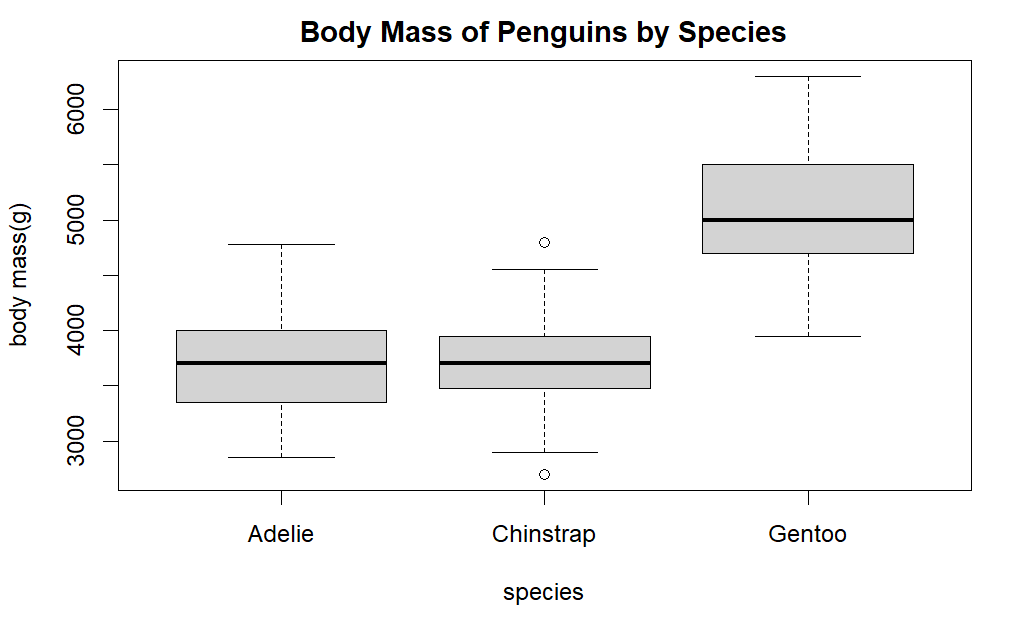 Body Mass of Penguins by Species
body mass(g)
6000
5000
4000
3000
Adelie Chinstrap Gentoo
species